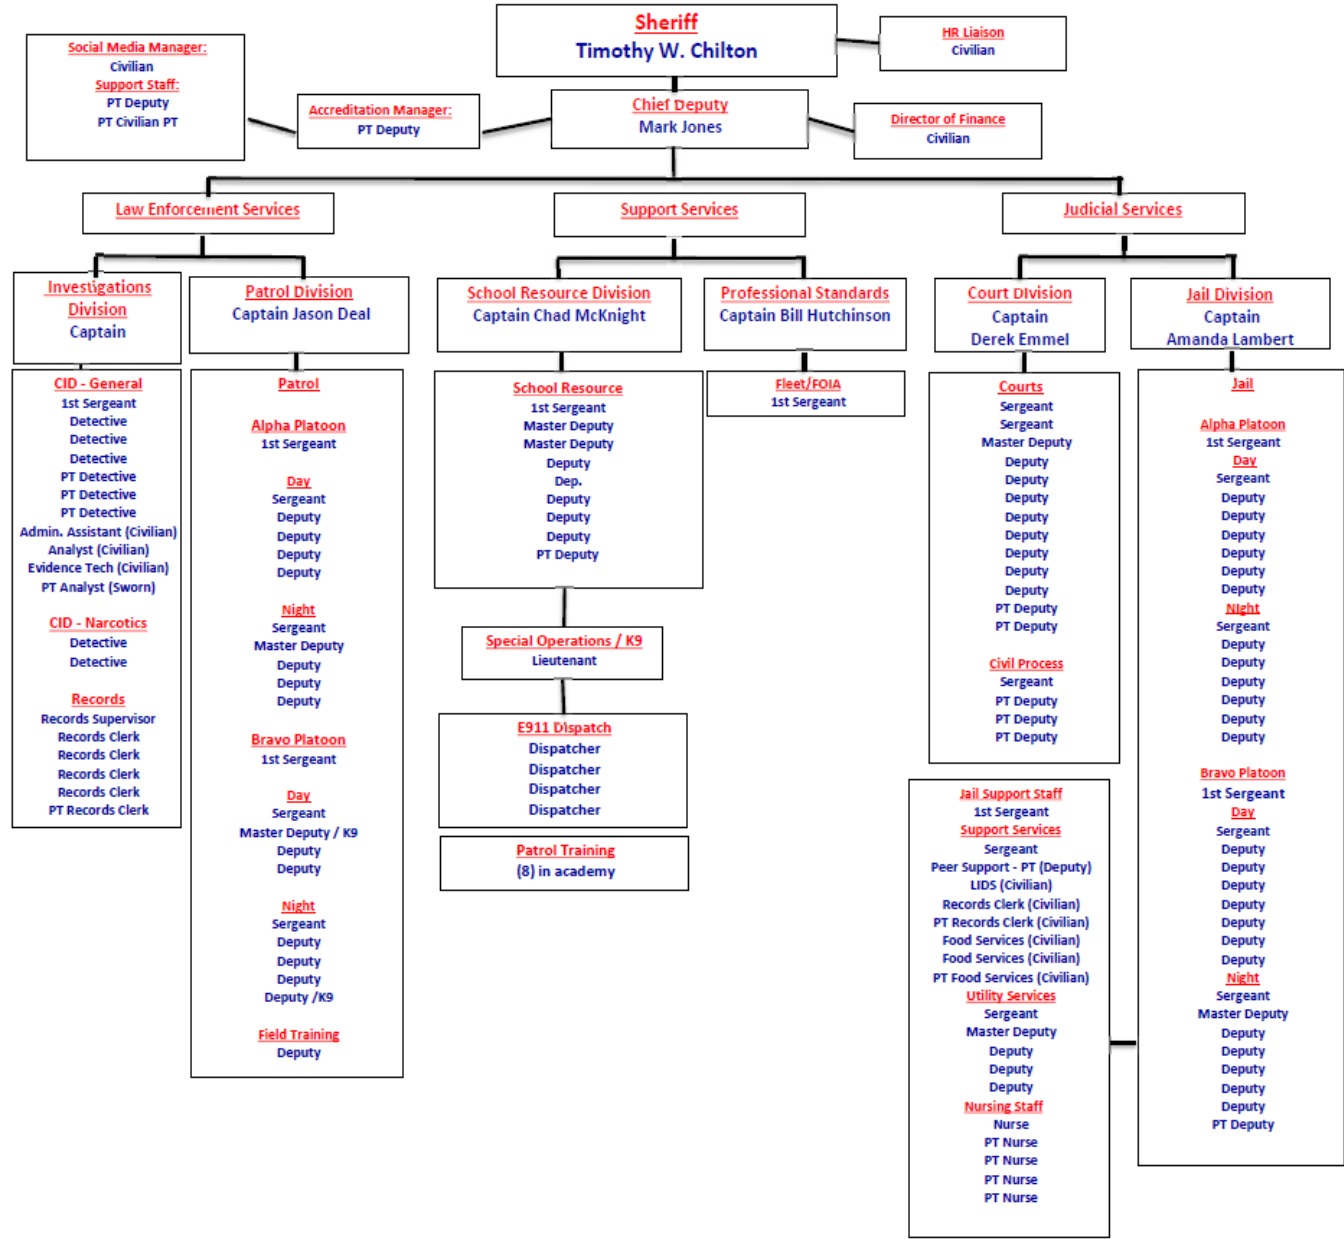 Sheriff
Timothy W. Chilton
HR Liaison
Civilian
Social Media Manager:
Civilian
Support Staff:
PT Deputy
PT Civilian PT
Accreditation Manager:
PT Deputy
Chief Deputy
Mark Jones
Director of Finance
Civilian
Law Enforcement Services
Support Services
Judicial Services
Investigations
Division
Captain
Patrol Division
Captain Jason Deal
School Resource Division
Captain Chad McKnight
Professional Standards
Captain Bill Hutchinson
Court Division
Captain
Derek Emmel
Jail Division
Captain
Amanda Lambert
CID - General
1st Sergeant
Detective
Detective
Detective
PT Detective
PT Detective
PT Detective
Admin. Assistant (Civilian)
Analyst (Civilian)
Evidence Tech (Civilian)
PT Analyst (Sworn)
CID - Narcotics
Detective
Detective
Records
Records Supervisor
Records Clerk
Records Clerk
Records Clerk
Records Clerk
PT Records Clerk
Patrol
Alpha Platoon
1st Sergeant
Day
Sergeant
Deputy
Deputy
Deputy
Deputy
Night
Sergeant
Master Deputy
Deputy
Deputy
Deputy
Bravo Platoon
1st Sergeant
Day
Sergeant
Master Deputy / K9
Deputy
Deputy
Night
Sergeant
Deputy
Deputy
Deputy
Deputy /K9
Field Training
Deputy
School Resource
1st Sergeant
Master Deputy
Master Deputy
Deputy
Dep.
Deputy
Deputy
Deputy
PT Deputy
Special Operations / K9
Lieutenant
E911 Dispatch
Dispatcher
Dispatcher
Dispatcher
Dispatcher
Patrol Training
(8) in academy
Fleet/FOIA
1st Sergeant
Courts
Sergeant
Sergeant
Master Deputy
Deputy
Deputy
Deputy
Deputy
Deputy
Deputy
Deputy
Deputy
PT Deputy
PT Deputy
Civil Process
Sergeant
PT Deputy
PT Deputy
PT Deputy
Jail Support Staff
1st Sergeant
Support Services
Sergeant
Peer Support - PT (Deputy)
LIDS (Civilian)
Records Clerk (Civilian)
PT Records Clerk (Civilian)
Food Services (Civilian)
Food Services (Civilian)
PT Food Services (Civilian)
Utility Services
Sergeant
Master Deputy
Deputy
Deputy
Deputy
Nursing Staff
Nurse
PT Nurse
PT Nurse
PT Nurse
PT Nurse
Jail
Alpha Platoon
1st Sergeant
Day
Sergeant
Deputy
Deputy
Deputy
Deputy
Deputy
Deputy
Night
Sergeant
Deputy
Deputy
Deputy
Deputy
Deputy
Deputy
Bravo Platoon
1st Sergeant
Day
Sergeant
Deputy
Deputy
Deputy
Deputy
Deputy
Deputy
Deputy
Night
Sergeant
Master Deputy
Deputy
Deputy
Deputy
Deputy
Deputy
PT Deputy